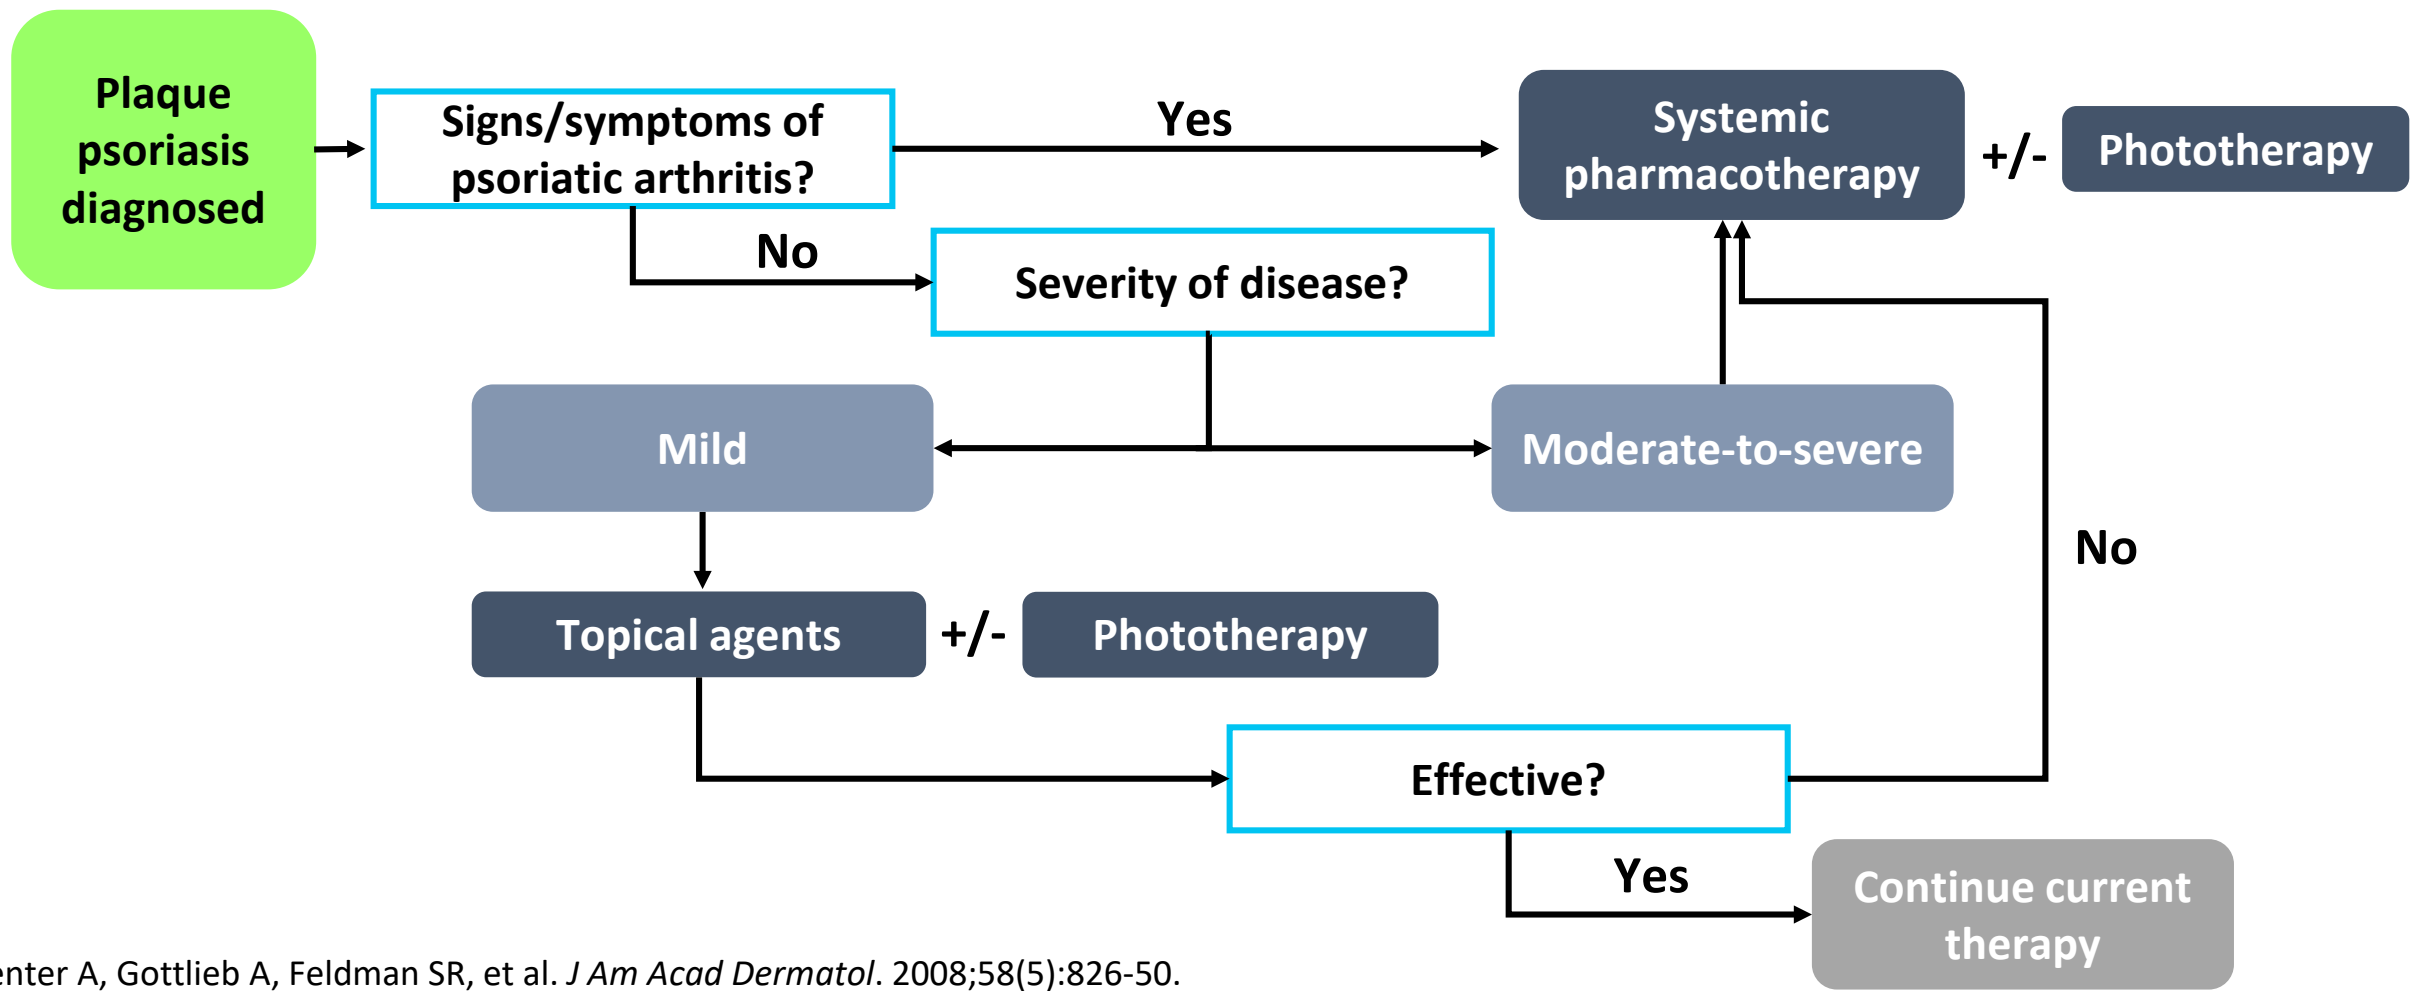 Plaque
psoriasis
diagnosed
Signs/symptoms of
psoriatic arthritis?
Yes
Systemic
pharmacotherapy
+/-
Phototherapy
No
Severity of disease?
Mild
Moderate-to-severe
No
Topical agents
+/-
Phototherapy
Effective?
Yes
Continue current
therapy
A, Gottlieb A, Feldman SR, et al. J Am Acad Dermatol. 2008;58(5):826-50.